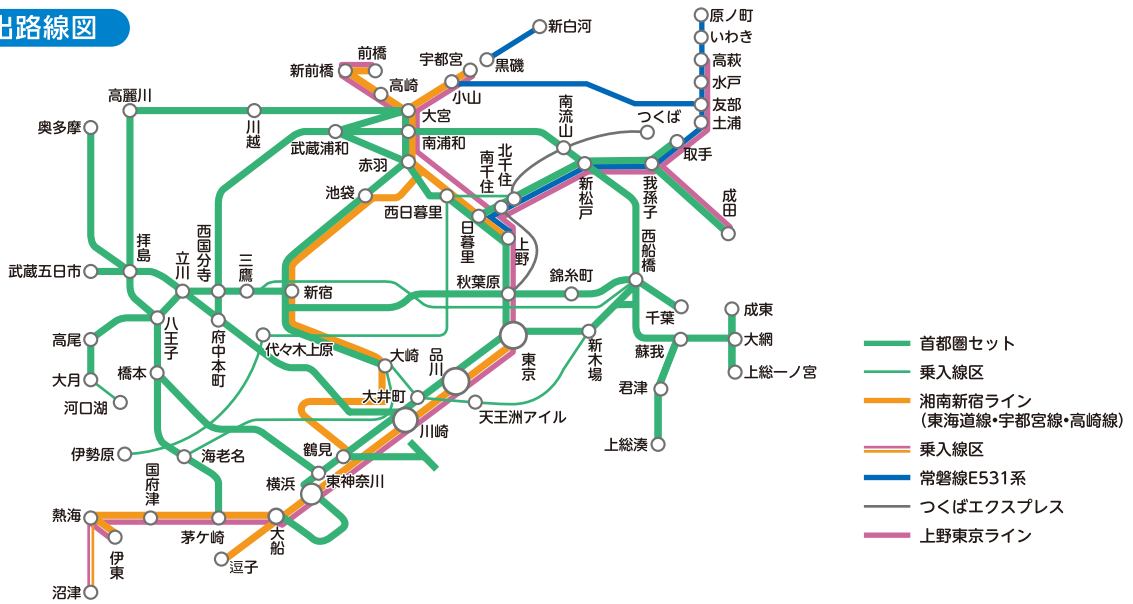 出路線図
新白河
原ノ町
いわき
黒磯
前橋
新前橋
宇都宮
高萩
高崎
水戸
小山
高麗川
友部
大宮
つくば
土浦
奥多摩
川越
武蔵浦和
南浦和
南流山
取手
北千住
南千住
赤羽
池袋
西日暮里
新松戸
我孫子
成田
日暮里
上野
拝島
立川
西国分寺
三鷹
西船橋
武蔵五日市
新宿
秋葉原
錦糸町
千葉
成東
八王子
府中本町
代々木上原
大崎
品川
東京
新木場
蘇我
大網
高尾
大月
橋本
上総一ノ宮
河口湖
大井町
天王洲アイル
君津
川崎
伊勢原
海老名
鶴見
上総湊
国府津
横浜
東神奈川
熱海
茅ケ崎
大船
伊東
逗子
沼津
首都圏セット
乗入線区
湘南新宿ライン
(東海道線・宇都宮線・高崎線)
乗入線区
常磐線E531系
つくばエクスプレス
上野東京ライン